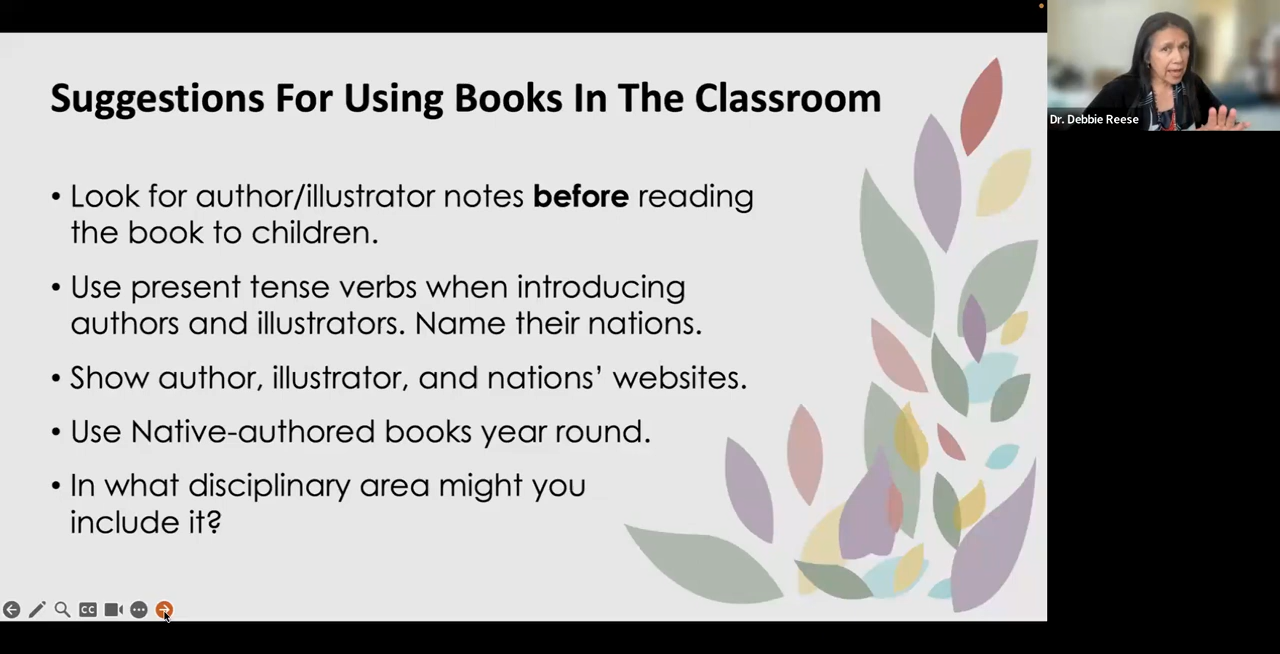 Suggestions For Using Books In The Classroom
• Look for author/illustrator notes before reading
the book to children.
• Use present tense verbs when introducing
authors and illustrators. Name their nations.
• Show author, illustrator, and nations’ websites.
• Use Native-authored books year round.
• In what disciplinary area might you
include it?
CC
Dr. Debbie Reese